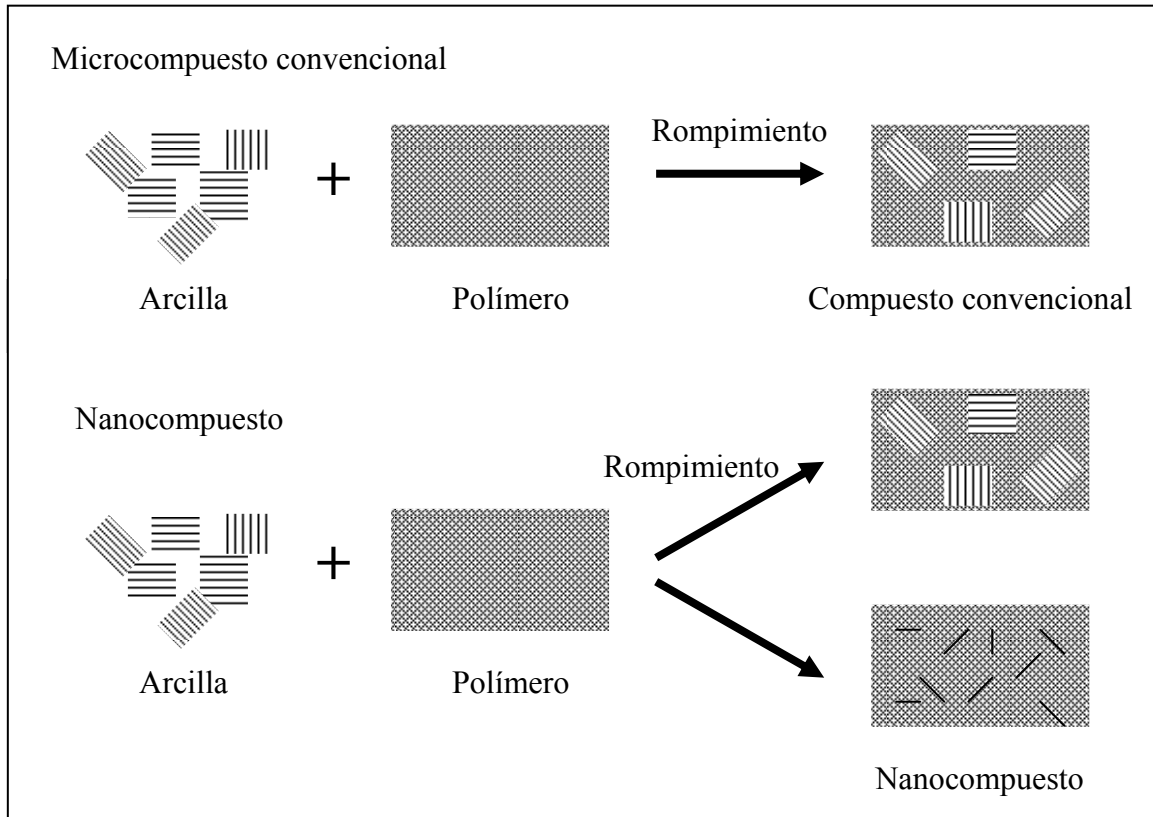 Microcompuesto convencional
Rompimiento
+
Arcilla
Polímero
Compuesto convencional
Nanocompuesto
Rompimiento
+
Arcilla
Polímero
Nanocompuesto